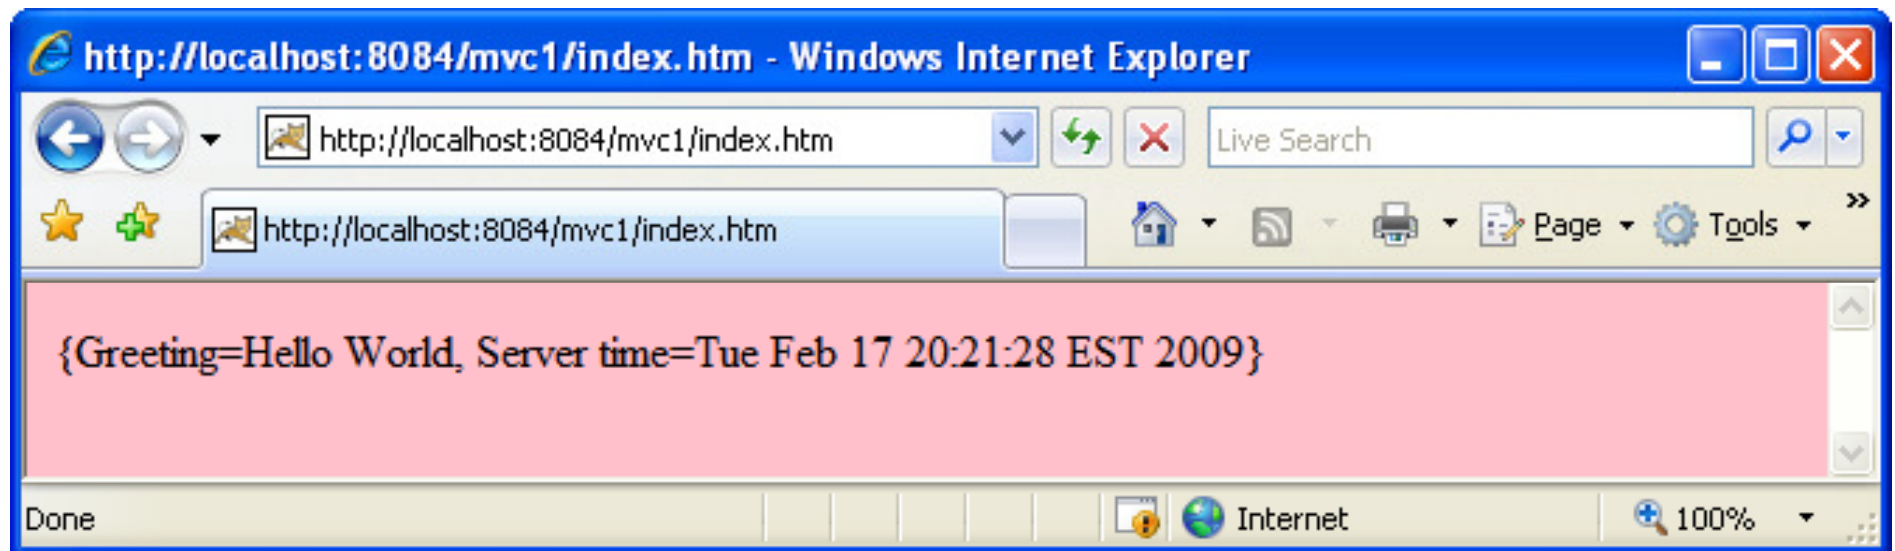 http://localhost:8084/mvc1/index.htm - Windows Internet Explorer
http://localhost:8084/mvc1/index.htm Live Search
http://localhost:8084/mvc1/index.htm Page Tools »
{Greeting=Hello World, Server time=Tue Feb 17 20:21:28 EST 2009}
Done Internet 100%